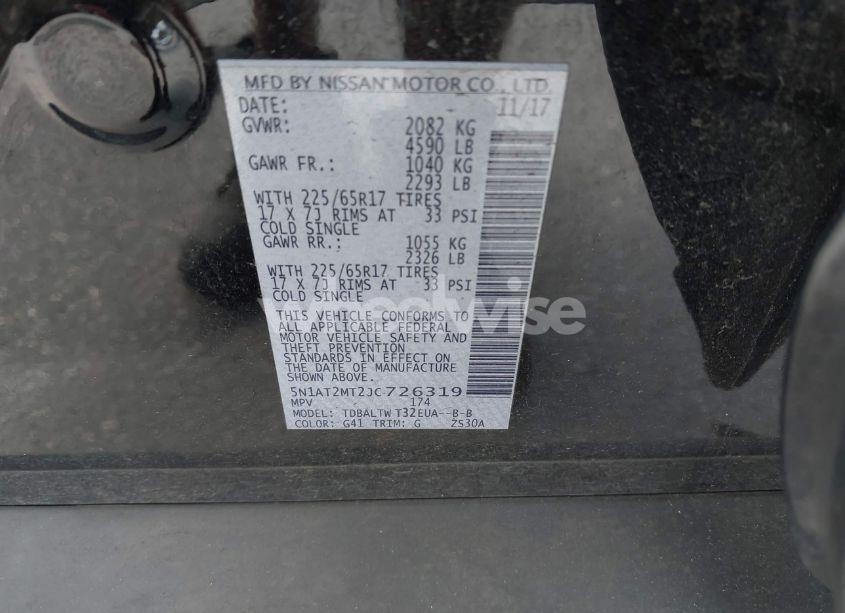 MFD BY NISSAN MOTOR CO., LTD.
DATE: 11/17
GVWR: 2082 KG
4590 LB
GAWR FR.: 1040 KG
2293 LB
WITH 225/65R17 TIRES
17 X 7J RIMS AT 33 PSI
COLD SINGLE
GAWR RR.: 1055 KG
2326 LB
WITH 225/65R17 TIRES
17 X 7J RIMS AT 33 PSI
COLD SINGLE
wheelwise
THIS VEHICLE CONFORMS TO
ALL APPLICABLE FEDERAL
MOTOR VEHICLE SAFETY AND
THEFT PREVENTION
STANDARDS IN EFFECT ON
THE DATE OF MANUFACTURE
SHOWN ABOVE.
5N1AT2MT2JC726319
MPV 174
MODEL: TDBALTW T32EUA--B-B
COLOR: G41 TRIM: G ZS30A